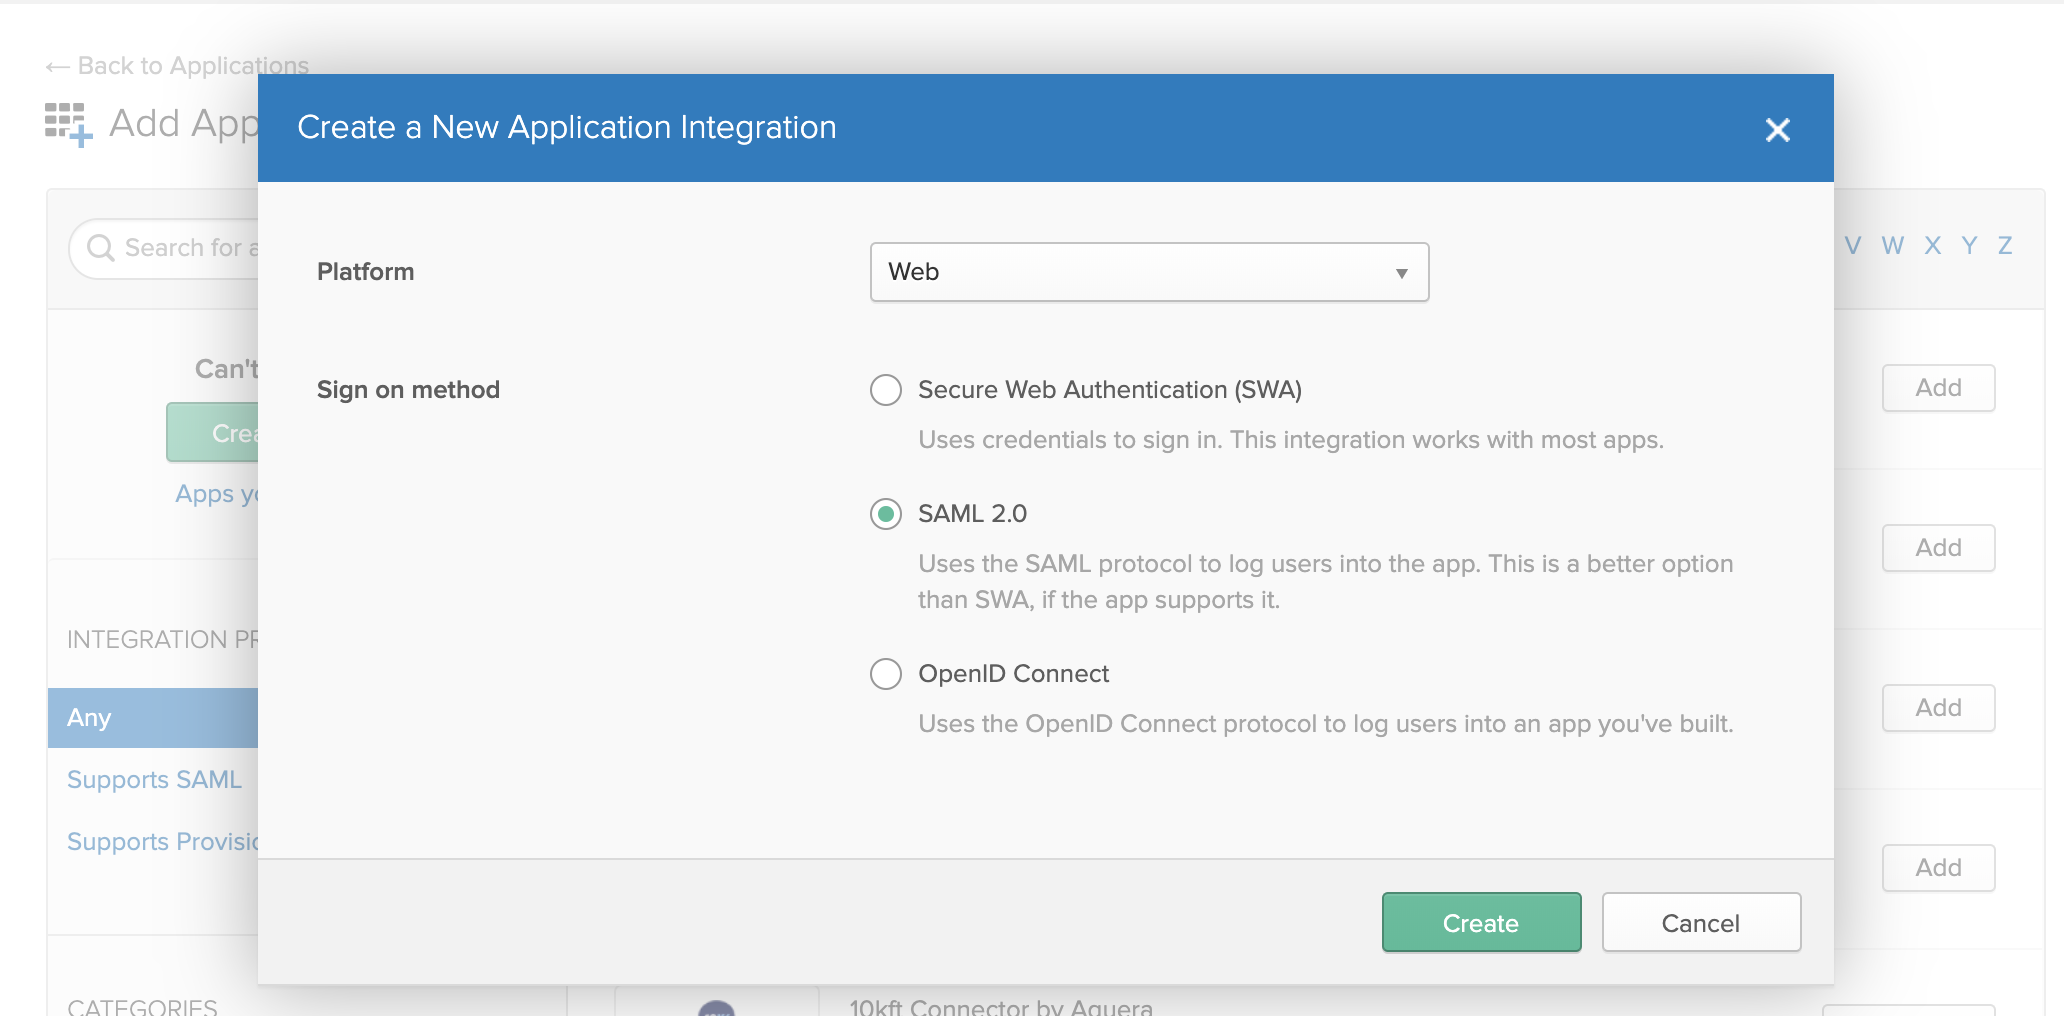 ← Back to Applications
Add App
Create a New Application Integration
Search for a
V W X Y Z
Platform
Web
Can't
Crea
Apps yo
Sign on method
Secure Web Authentication (SWA)
Uses credentials to sign in. This integration works with most apps.
SAML 2.0
Uses the SAML protocol to log users into the app. This is a better option
than SWA, if the app supports it.
OpenID Connect
Uses the OpenID Connect protocol to log users into an app you've built.
Add
Add
Add
Add
INTEGRATION PR
Any
Supports SAML
Supports Provisio
Create
Cancel
CATEGORIES
10kft Connector by Aquera